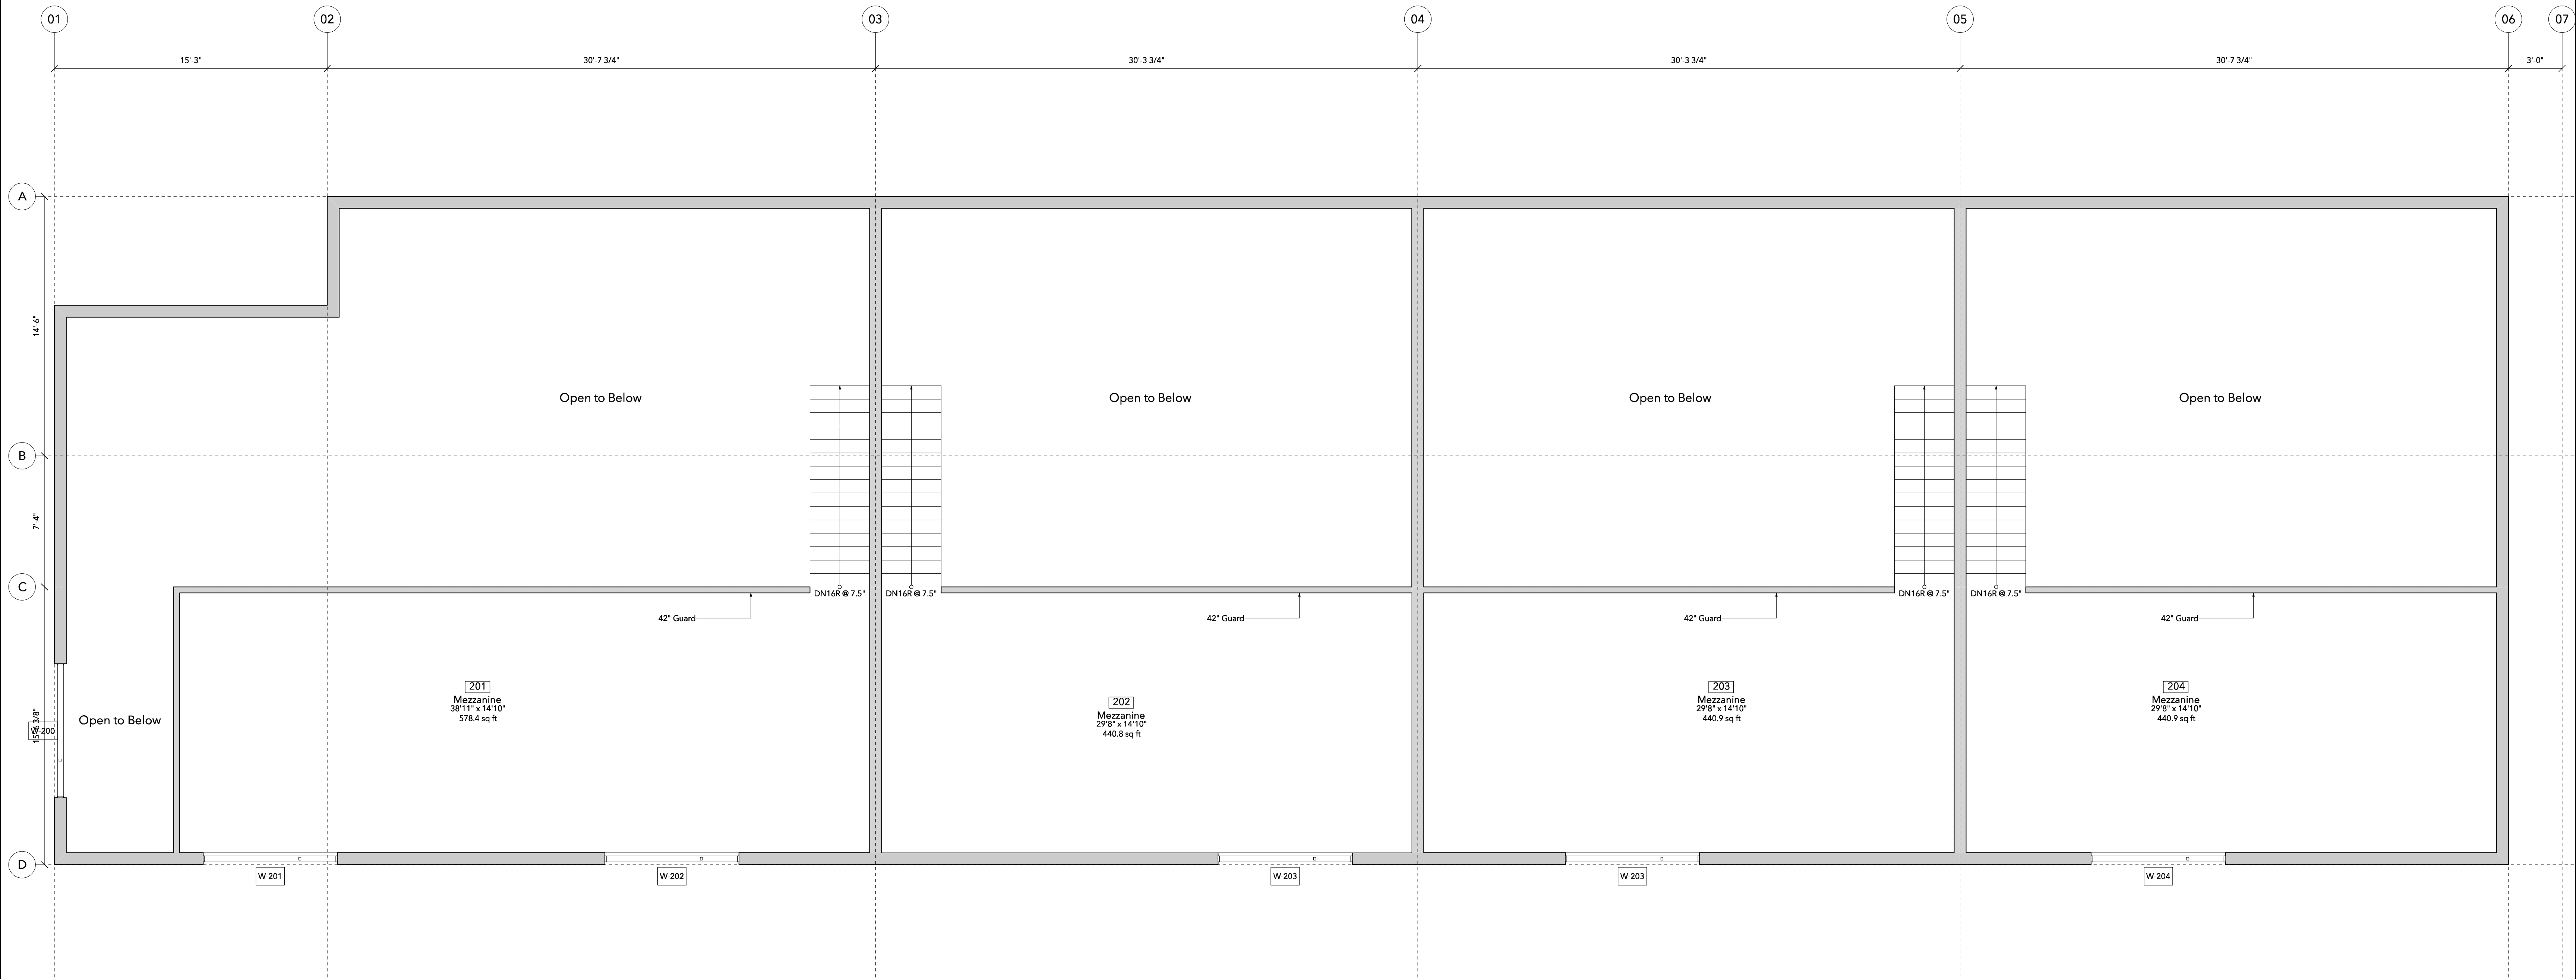 01
02
03
04
05
06
07
15'-3"
30'-7 3/4"
30'-3 3/4"
30'-3 3/4"
30'-7 3/4"
3'-0"
A
14'-6"
Open to Below
Open to Below
Open to Below
Open to Below
B
7'-4"
C
DN16R @ 7.5"
DN16R @ 7.5"
DN16R @ 7.5"
DN16R @ 7.5"
42" Guard
42" Guard
42" Guard
42" Guard
201
Mezzanine
38'11" x 14'10"
578.4 sq ft
202
Mezzanine
29'8" x 14'10"
440.8 sq ft
203
Mezzanine
29'8" x 14'10"
440.9 sq ft
204
Mezzanine
29'8" x 14'10"
440.9 sq ft
Open to Below
W-200
D
W-201
W-202
W-203
W-203
W-204